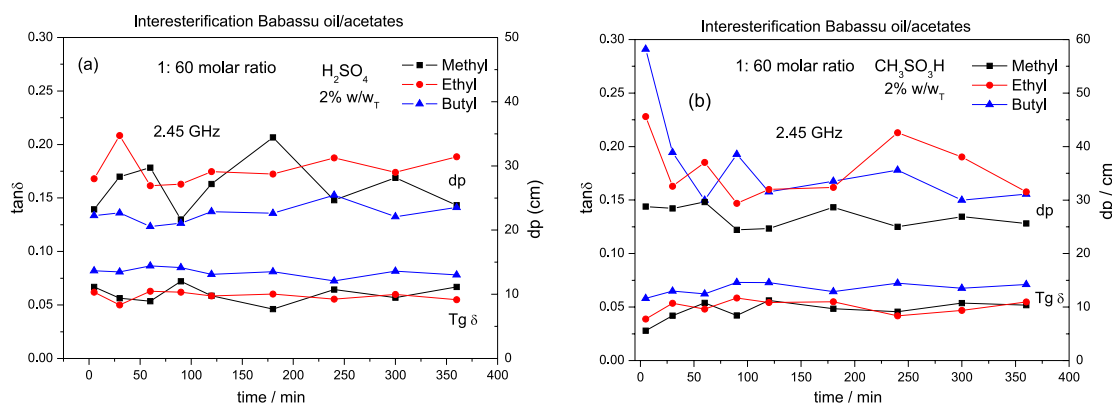 Interesterification Babassu oil/acetates
(a)
1: 60 molar ratio
H₂SO₄
2% w/wT
Methyl
Ethyl
Butyl
2.45 GHz
dp
Tg δ
tanδ
0.30
0.25
0.20
0.15
0.10
0.05
0.00
50
40
30
20
10
0
dp (cm)
0 50 100 150 200 250 300 350 400
time / min
Interesterification Babassu oil/acetates
(b)
1: 60 molar ratio
CH₃SO₃H
2% w/wT
Methyl
Ethyl
Butyl
2.45 GHz
dp
Tg δ
tanδ
0.30
0.25
0.20
0.15
0.10
0.05
0.00
60
50
40
30
20
10
0
dp / cm)
0 50 100 150 200 250 300 350 400
time / min